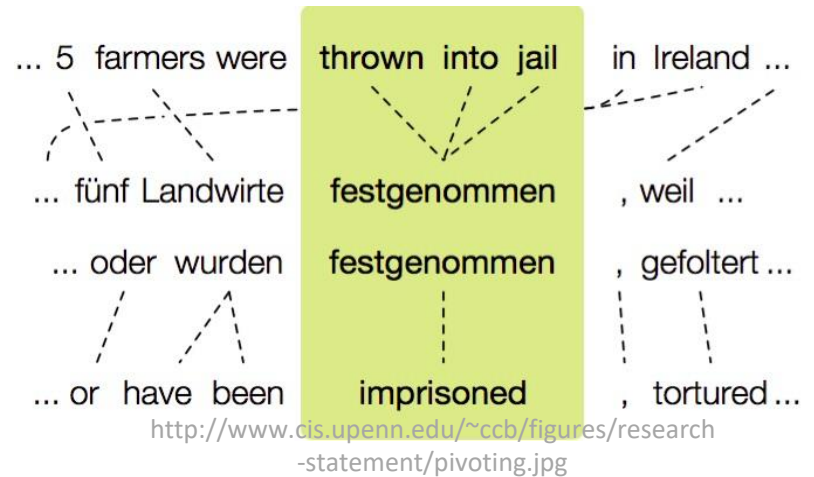 ... 5 farmers were thrown into jail in Ireland ...
... fünf Landwirte festgenommen , weil ...
... oder wurden festgenommen , gefoltert ...
... or have been imprisoned , tortured ...
http://www.cis.upenn.edu/~ccb/figures/research
-statement/pivoting.jpg